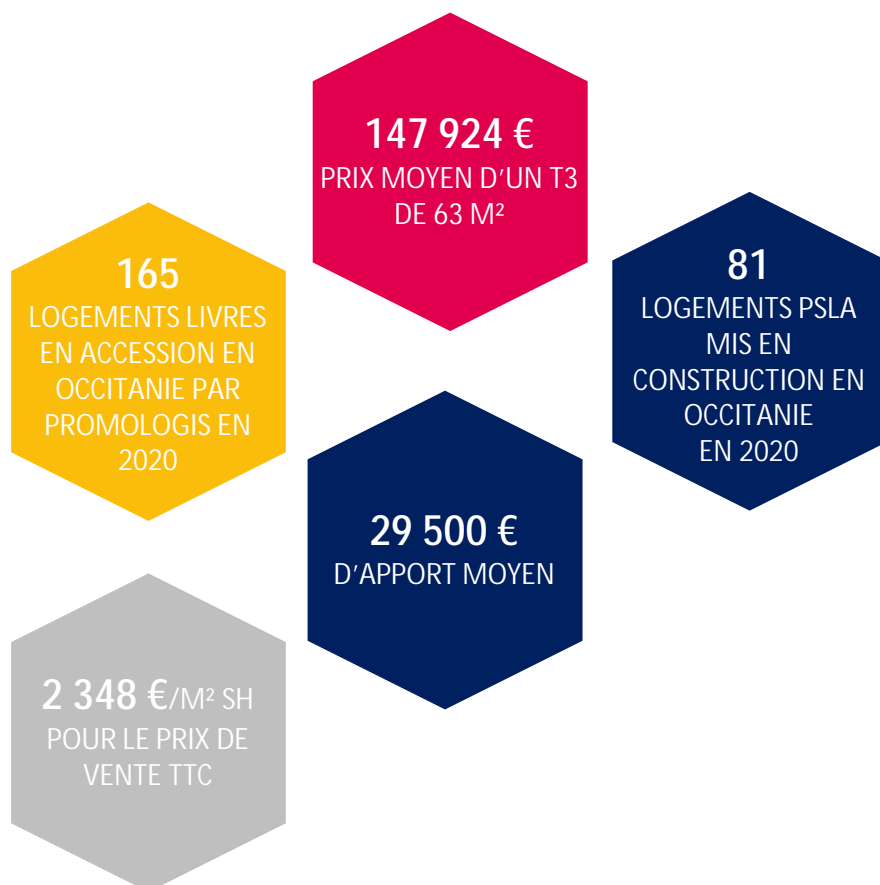 147 924 €
PRIX MOYEN D'UN T3
DE 63 M²
165
LOGEMENTS LIVRES
EN ACCESSION EN
OCCITANIE PAR
PROMOLOGIS EN
2020
81
LOGEMENTS PSLA
MIS EN
CONSTRUCTION EN
OCCITANIE
EN 2020
29 500 €
D'APPORT MOYEN
2 348 €/M² SH
POUR LE PRIX DE
VENTE TTC